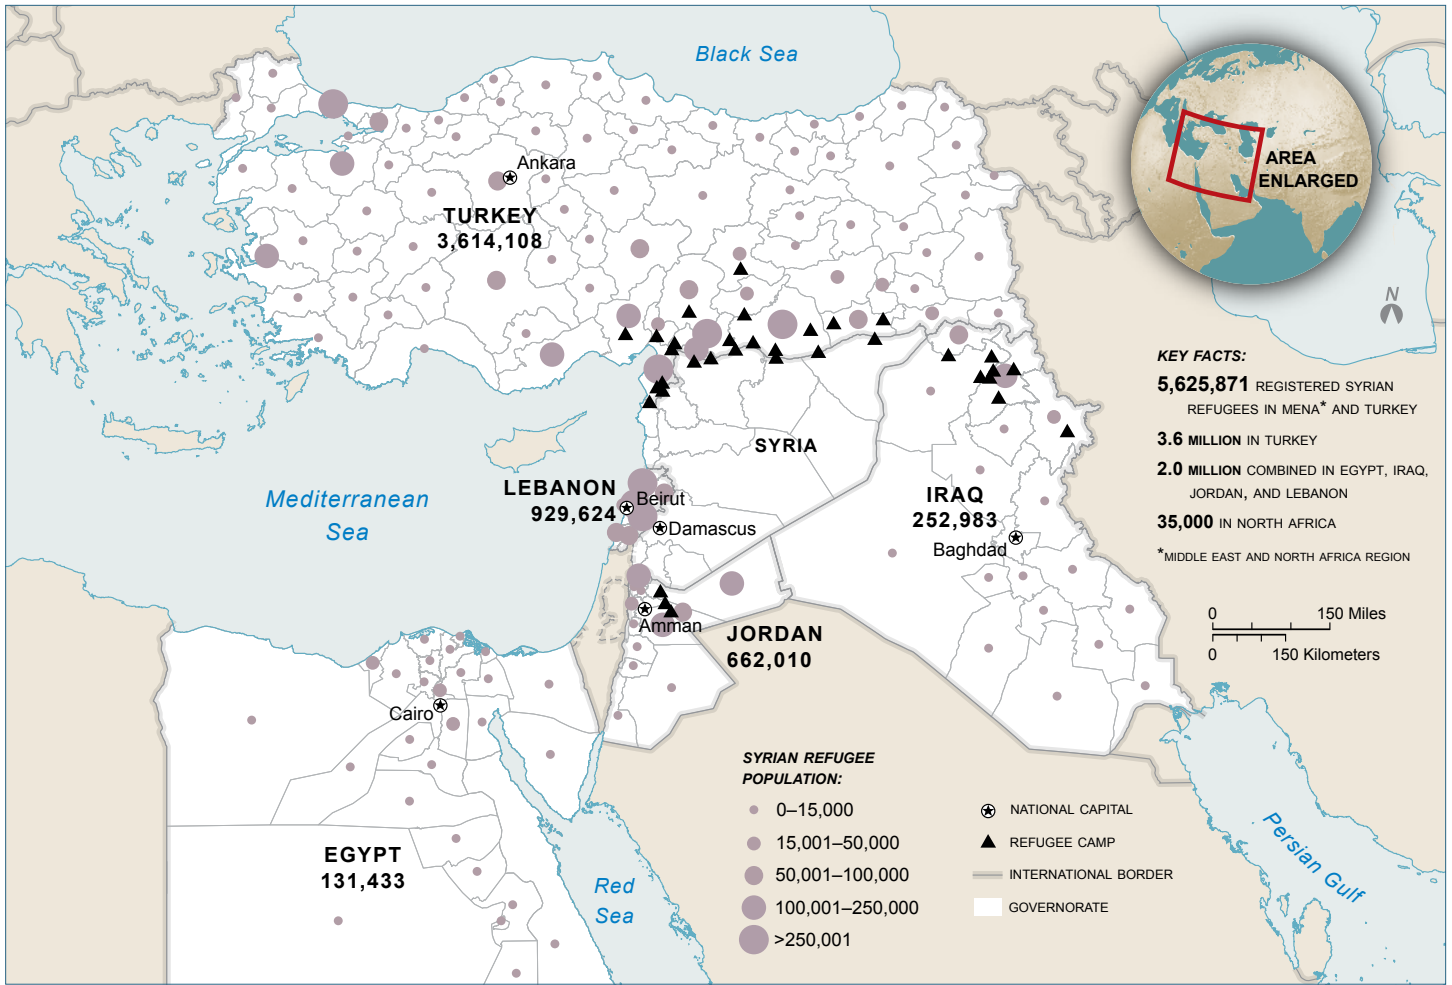 Black Sea
Ankara
TURKEY
3,614,108
AREA
ENLARGED
N
KEY FACTS:
5,625,871 REGISTERED SYRIAN
REFUGEES IN MENA* AND TURKEY
3.6 MILLION IN TURKEY
2.0 MILLION COMBINED IN EGYPT, IRAQ,
JORDAN, AND LEBANON
35,000 IN NORTH AFRICA
*MIDDLE EAST AND NORTH AFRICA REGION
0 150 Miles
0 150 Kilometers
SYRIA
Mediterranean
Sea
LEBANON
929,624
Beirut
Damascus
IRAQ
252,983
Baghdad
Amman
JORDAN
662,010
Cairo
EGYPT
131,433
Red
Sea
Persian Gulf
SYRIAN REFUGEE
POPULATION:
0–15,000
15,001–50,000
50,001–100,000
100,001–250,000
>250,001
NATIONAL CAPITAL
REFUGEE CAMP
INTERNATIONAL BORDER
GOVERNORATE